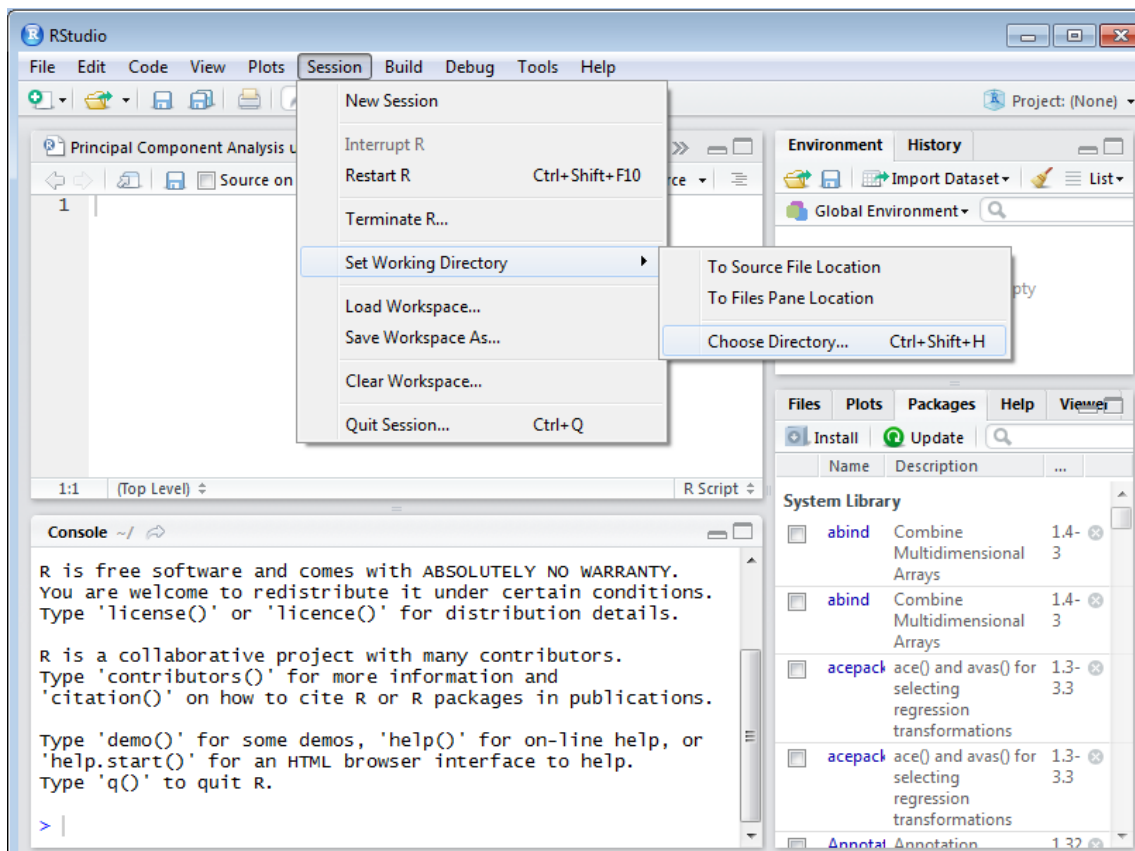 RStudio
File Edit Code View Plots Session Build Debug Tools Help
Project: (None)
New Session
Interrupt R
Restart R Ctrl+Shift+F10
Terminate R...
Set Working Directory
Load Workspace...
Save Workspace As...
Clear Workspace...
Quit Session... Ctrl+Q
To Source File Location
To Files Pane Location
Choose Directory... Ctrl+Shift+H
Principal Component Analysis
Source on
1
1:1 (Top Level) R Script
Console ~/
R is free software and comes with ABSOLUTELY NO WARRANTY.
You are welcome to redistribute it under certain conditions.
Type 'license()' or 'licence()' for distribution details.
R is a collaborative project with many contributors.
Type 'contributors()' for more information and
'citation()' on how to cite R or R packages in publications.
Type 'demo()' for some demos, 'help()' for on-line help, or
'help.start()' for an HTML browser interface to help.
Type 'q()' to quit R.
>
Environment History
Import Dataset List
Global Environment
Files Plots Packages Help Viewer
Install Update
Name Description ...
System Library
abind Combine 1.4-
Multidimensional 3
Arrays
abind Combine 1.4-
Multidimensional 3
Arrays
acepack ace() and avas() for 1.3-
selecting 3.3
regression
transformations
acepack ace() and avas() for 1.3-
selecting 3.3
regression
transformations
Annotat Annotation 1.32